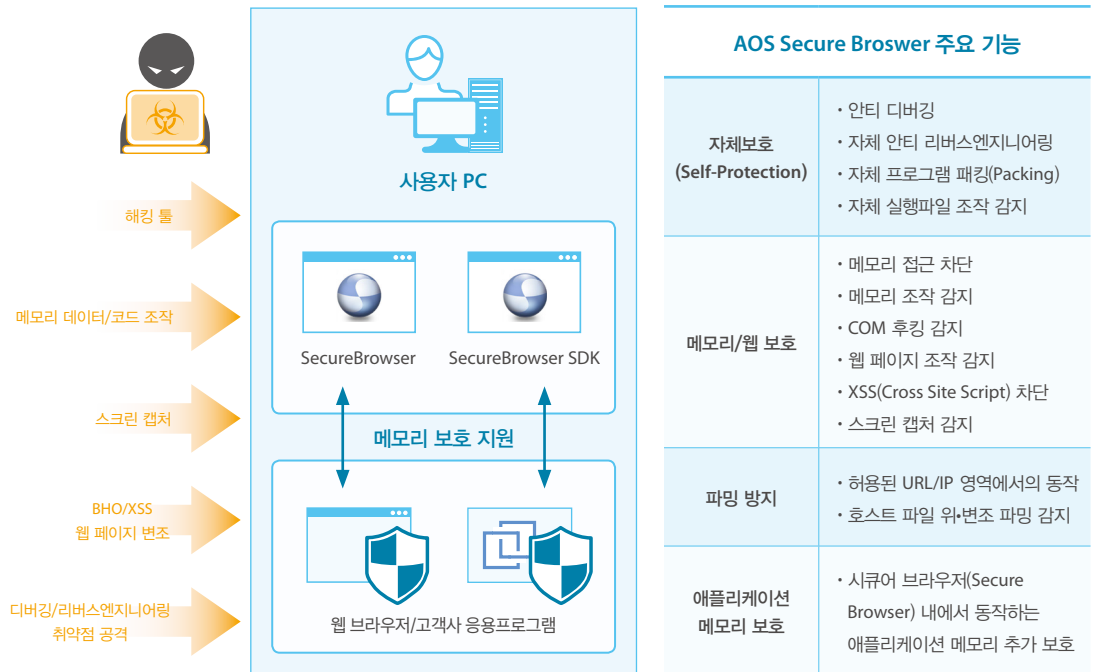 해킹 툴
메모리 데이터/코드 조작
스크린 캡처
BHO/XSS
웹 페이지 변조
디버깅/리버스엔지니어링
취약점 공격
사용자 PC
SecureBrowser
SecureBrowser SDK
메모리 보호 지원
웹 브라우저/고객사 응용프로그램
AOS Secure Broswer 주요 기능
자체보호
(Self-Protection)
· 안티 디버깅
· 자체 안티 리버스엔지니어링
· 자체 프로그램 패킹(Packing)
· 자체 실행파일 조작 감지
메모리/웹 보호
· 메모리 접근 차단
· 메모리 조작 감지
· COM 후킹 감지
· 웹 페이지 조작 감지
· XSS(Cross Site Script) 차단
· 스크린 캡처 감지
파밍 방지
· 허용된 URL/IP 영역에서의 동작
· 호스트 파일 위•변조 파밍 감지
애플리케이션
메모리 보호
· 시큐어 브라우저(Secure
Browser) 내에서 동작하는
애플리케이션 메모리 추가 보호